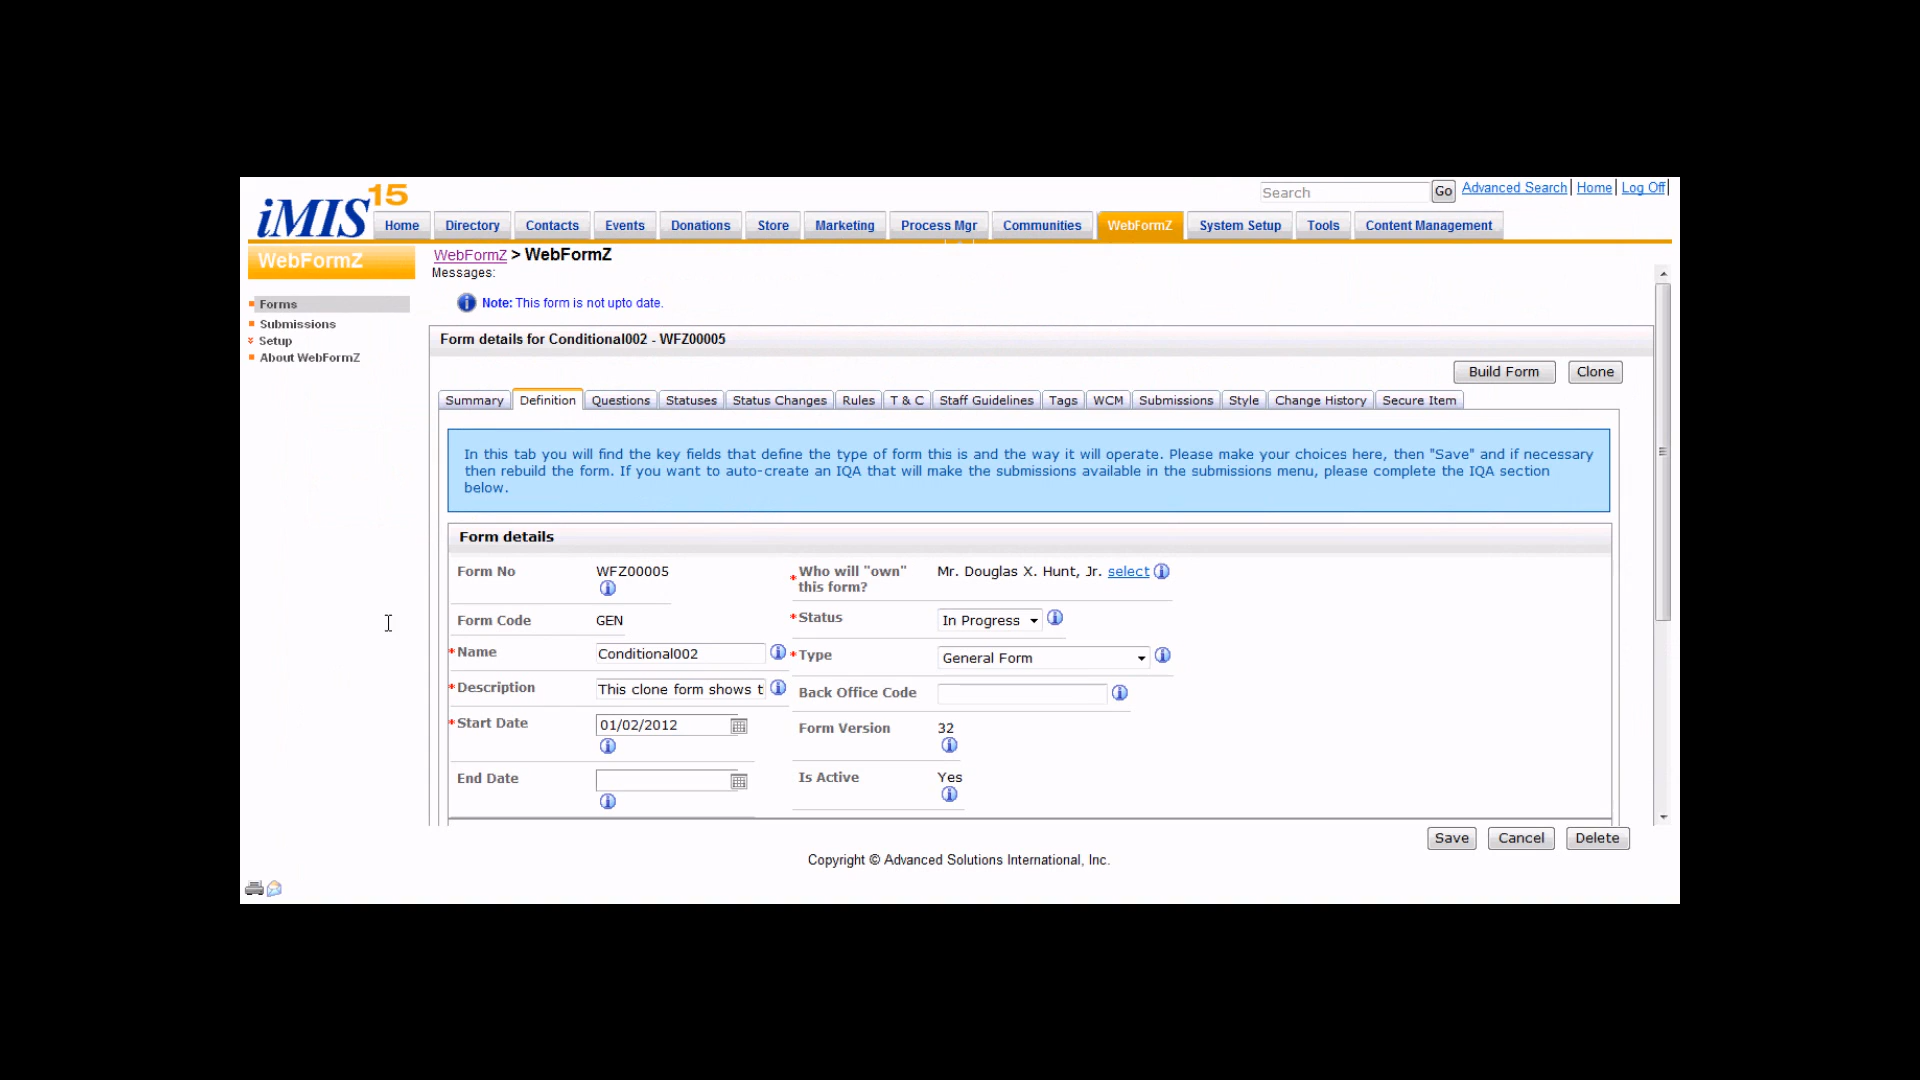 iMIS 15
Search Go Advanced Search Home Log Off
Home Directory Contacts Events Donations Store Marketing Process Mgr Communities WebFormZ System Setup Tools Content Management
WebFormZ
Forms
Submissions
Setup
About WebFormZ
WebFormZ > WebFormZ
Messages:
Note: This form is not upto date.
Form details for Conditional002 - WFZ00005
Build Form Clone
Summary Definition Questions Statuses Status Changes Rules T & C Staff Guidelines Tags WCM Submissions Style Change History Secure Item
In this tab you will find the key fields that define the type of form this is and the way it will operate. Please make your choices here, then "Save" and if necessary
then rebuild the form. If you want to auto-create an IQA that will make the submissions available in the submissions menu, please complete the IQA section
below.
Form details
Form No WFZ00005
Form Code GEN
*Name Conditional002
*Description This clone form shows t
*Start Date 01/02/2012
End Date
*Who will "own"
this form? Mr. Douglas X. Hunt, Jr. select
*Status In Progress
*Type General Form
Back Office Code
Form Version 32
Is Active Yes
Save Cancel Delete
Copyright © Advanced Solutions International, Inc.